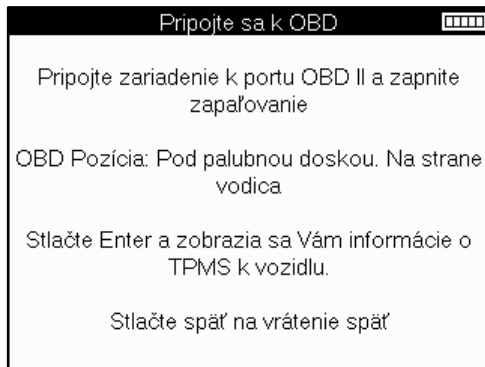 Pripojte sa k OBD
Pripojte zariadenie k portu OBD II a zapnite
zapaľovanie
OBD Pozícia: Pod palubnou doskou. Na strane
vodica
Stlačte Enter a zobrazia sa Vám informácie o
TPMS k vozidlu.
Stlačte späť na vrátenie späť